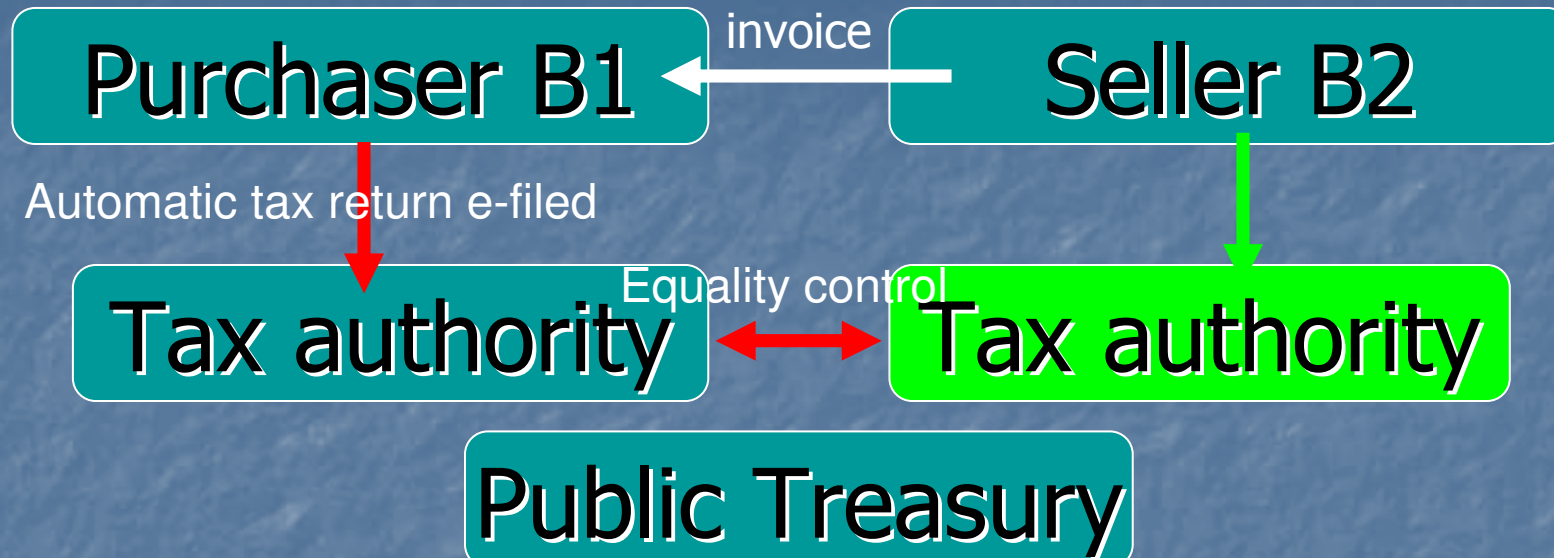 invoice
Purchaser B1
Seller B2
Automatic tax return e-filed
Equality control
Tax authority
Tax authority
Public Treasury